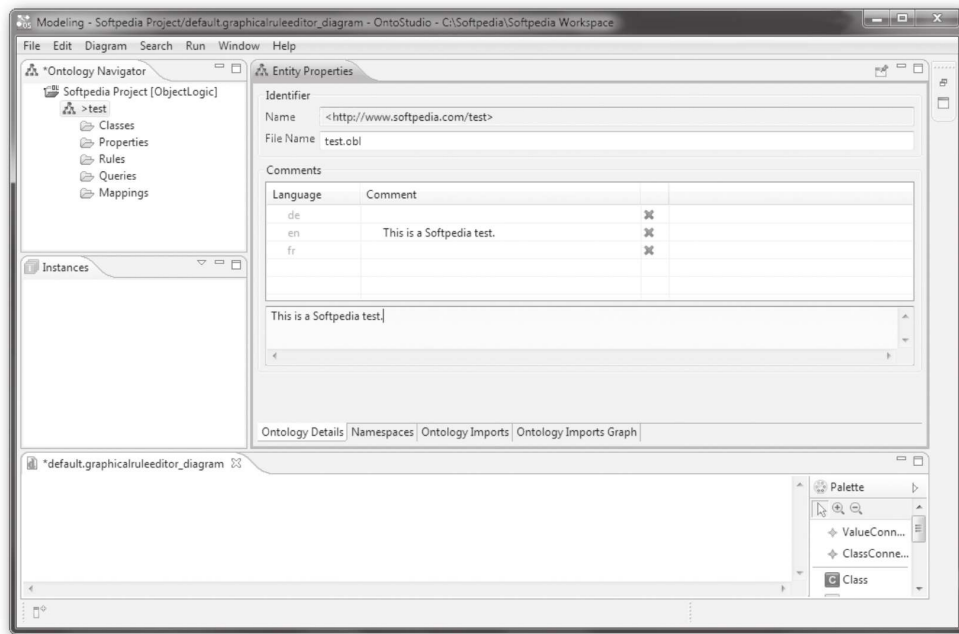 Modeling - Softpedia Project/default.graphicalruleeditor_diagram - OntoStudio - C:\Softpedia\Softpedia Workspace
File Edit Diagram Search Run Window Help
*Ontology Navigator
Softpedia Project [ObjectLogic]
>test
Classes
Properties
Rules
Queries
Mappings
Instances
Entity Properties
Identifier
Name <http://www.softpedia.com/test>
File Name test.obl
Comments
Language Comment
de
en This is a Softpedia test.
fr
This is a Softpedia test.
Ontology Details Namespaces Ontology Imports Ontology Imports Graph
*default.graphicalruleeditor_diagram
Palette
ValueConn...
ClassConne...
C Class